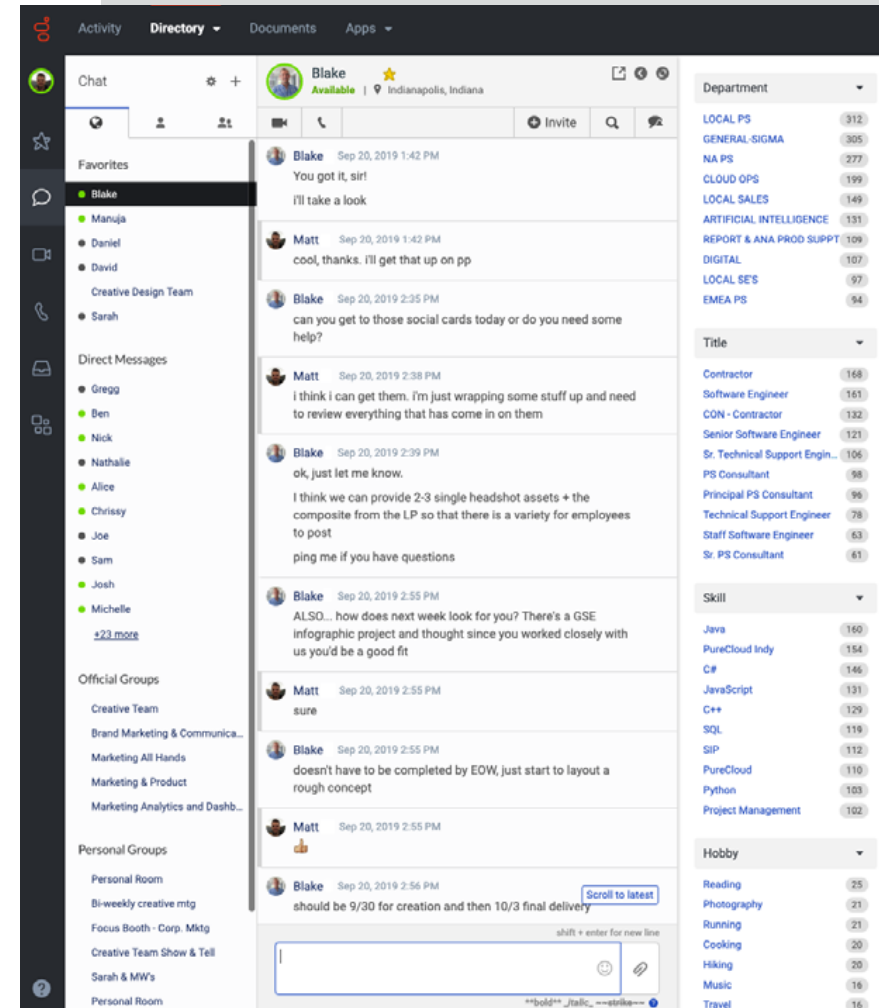 Activity Directory Documents Apps
Chat
Favorites
Blake
Manuja
Daniel
David
Creative Design Team
Sarah
Direct Messages
Gregg
Ben
Nick
Nathalie
Alice
Chrissy
Joe
Sam
Josh
Michelle
+23 more
Official Groups
Creative Team
Brand Marketing & Communica...
Marketing All Hands
Marketing & Product
Marketing Analytics and Dashb...
Personal Groups
Personal Room
Bi-weekly creative mtg
Focus Booth - Corp. Mktg
Creative Team Show & Tell
Sarah & MW's
Personal Room
Blake
Available | Indianapolis, Indiana
Invite
Blake Sep 20, 2019 1:42 PM
You got it, sir!
i'll take a look
Matt Sep 20, 2019 1:42 PM
cool, thanks. i'll get that up on pp
Blake Sep 20, 2019 2:35 PM
can you get to those social cards today or do you need some
help?
Matt Sep 20, 2019 2:38 PM
i think i can get them. i'm just wrapping some stuff up and need
to review everything that has come in on them
Blake Sep 20, 2019 2:39 PM
ok, just let me know.
I think we can provide 2-3 single headshot assets + the
composite from the LP so that there is a variety for employees
to post
ping me if you have questions
Blake Sep 20, 2019 2:55 PM
ALSO... how does next week look for you? There's a GSE
infographic project and thought since you worked closely with
us you'd be a good fit
Matt Sep 20, 2019 2:55 PM
sure
Blake Sep 20, 2019 2:55 PM
doesn't have to be completed by EOW, just start to layout a
rough concept
Matt Sep 20, 2019 2:55 PM
Blake Sep 20, 2019 2:56 PM
should be 9/30 for creation and then 10/3 final delivery
Scroll to latest
shift + enter for new line
**bold** _italic_ ~~strike~~
Department
LOCAL PS 312
GENERAL-SIGMA 305
NA PS 277
CLOUD OPS 199
LOCAL SALES 149
ARTIFICIAL INTELLIGENCE 131
REPORT & ANA PROD SUPPT 109
DIGITAL 107
LOCAL SE'S 97
EMEA PS 94
Title
Contractor 168
Software Engineer 161
CON - Contractor 132
Senior Software Engineer 121
Sr. Technical Support Engin... 106
PS Consultant 98
Principal PS Consultant 96
Technical Support Engineer 78
Staff Software Engineer 63
Sr. PS Consultant 61
Skill
Java 160
PureCloud Indy 154
C# 146
JavaScript 131
C++ 129
SQL 119
SIP 112
PureCloud 110
Python 103
Project Management 102
Hobby
Reading 25
Photography 21
Running 21
Cooking 20
Hiking 20
Music 16
Travel 16